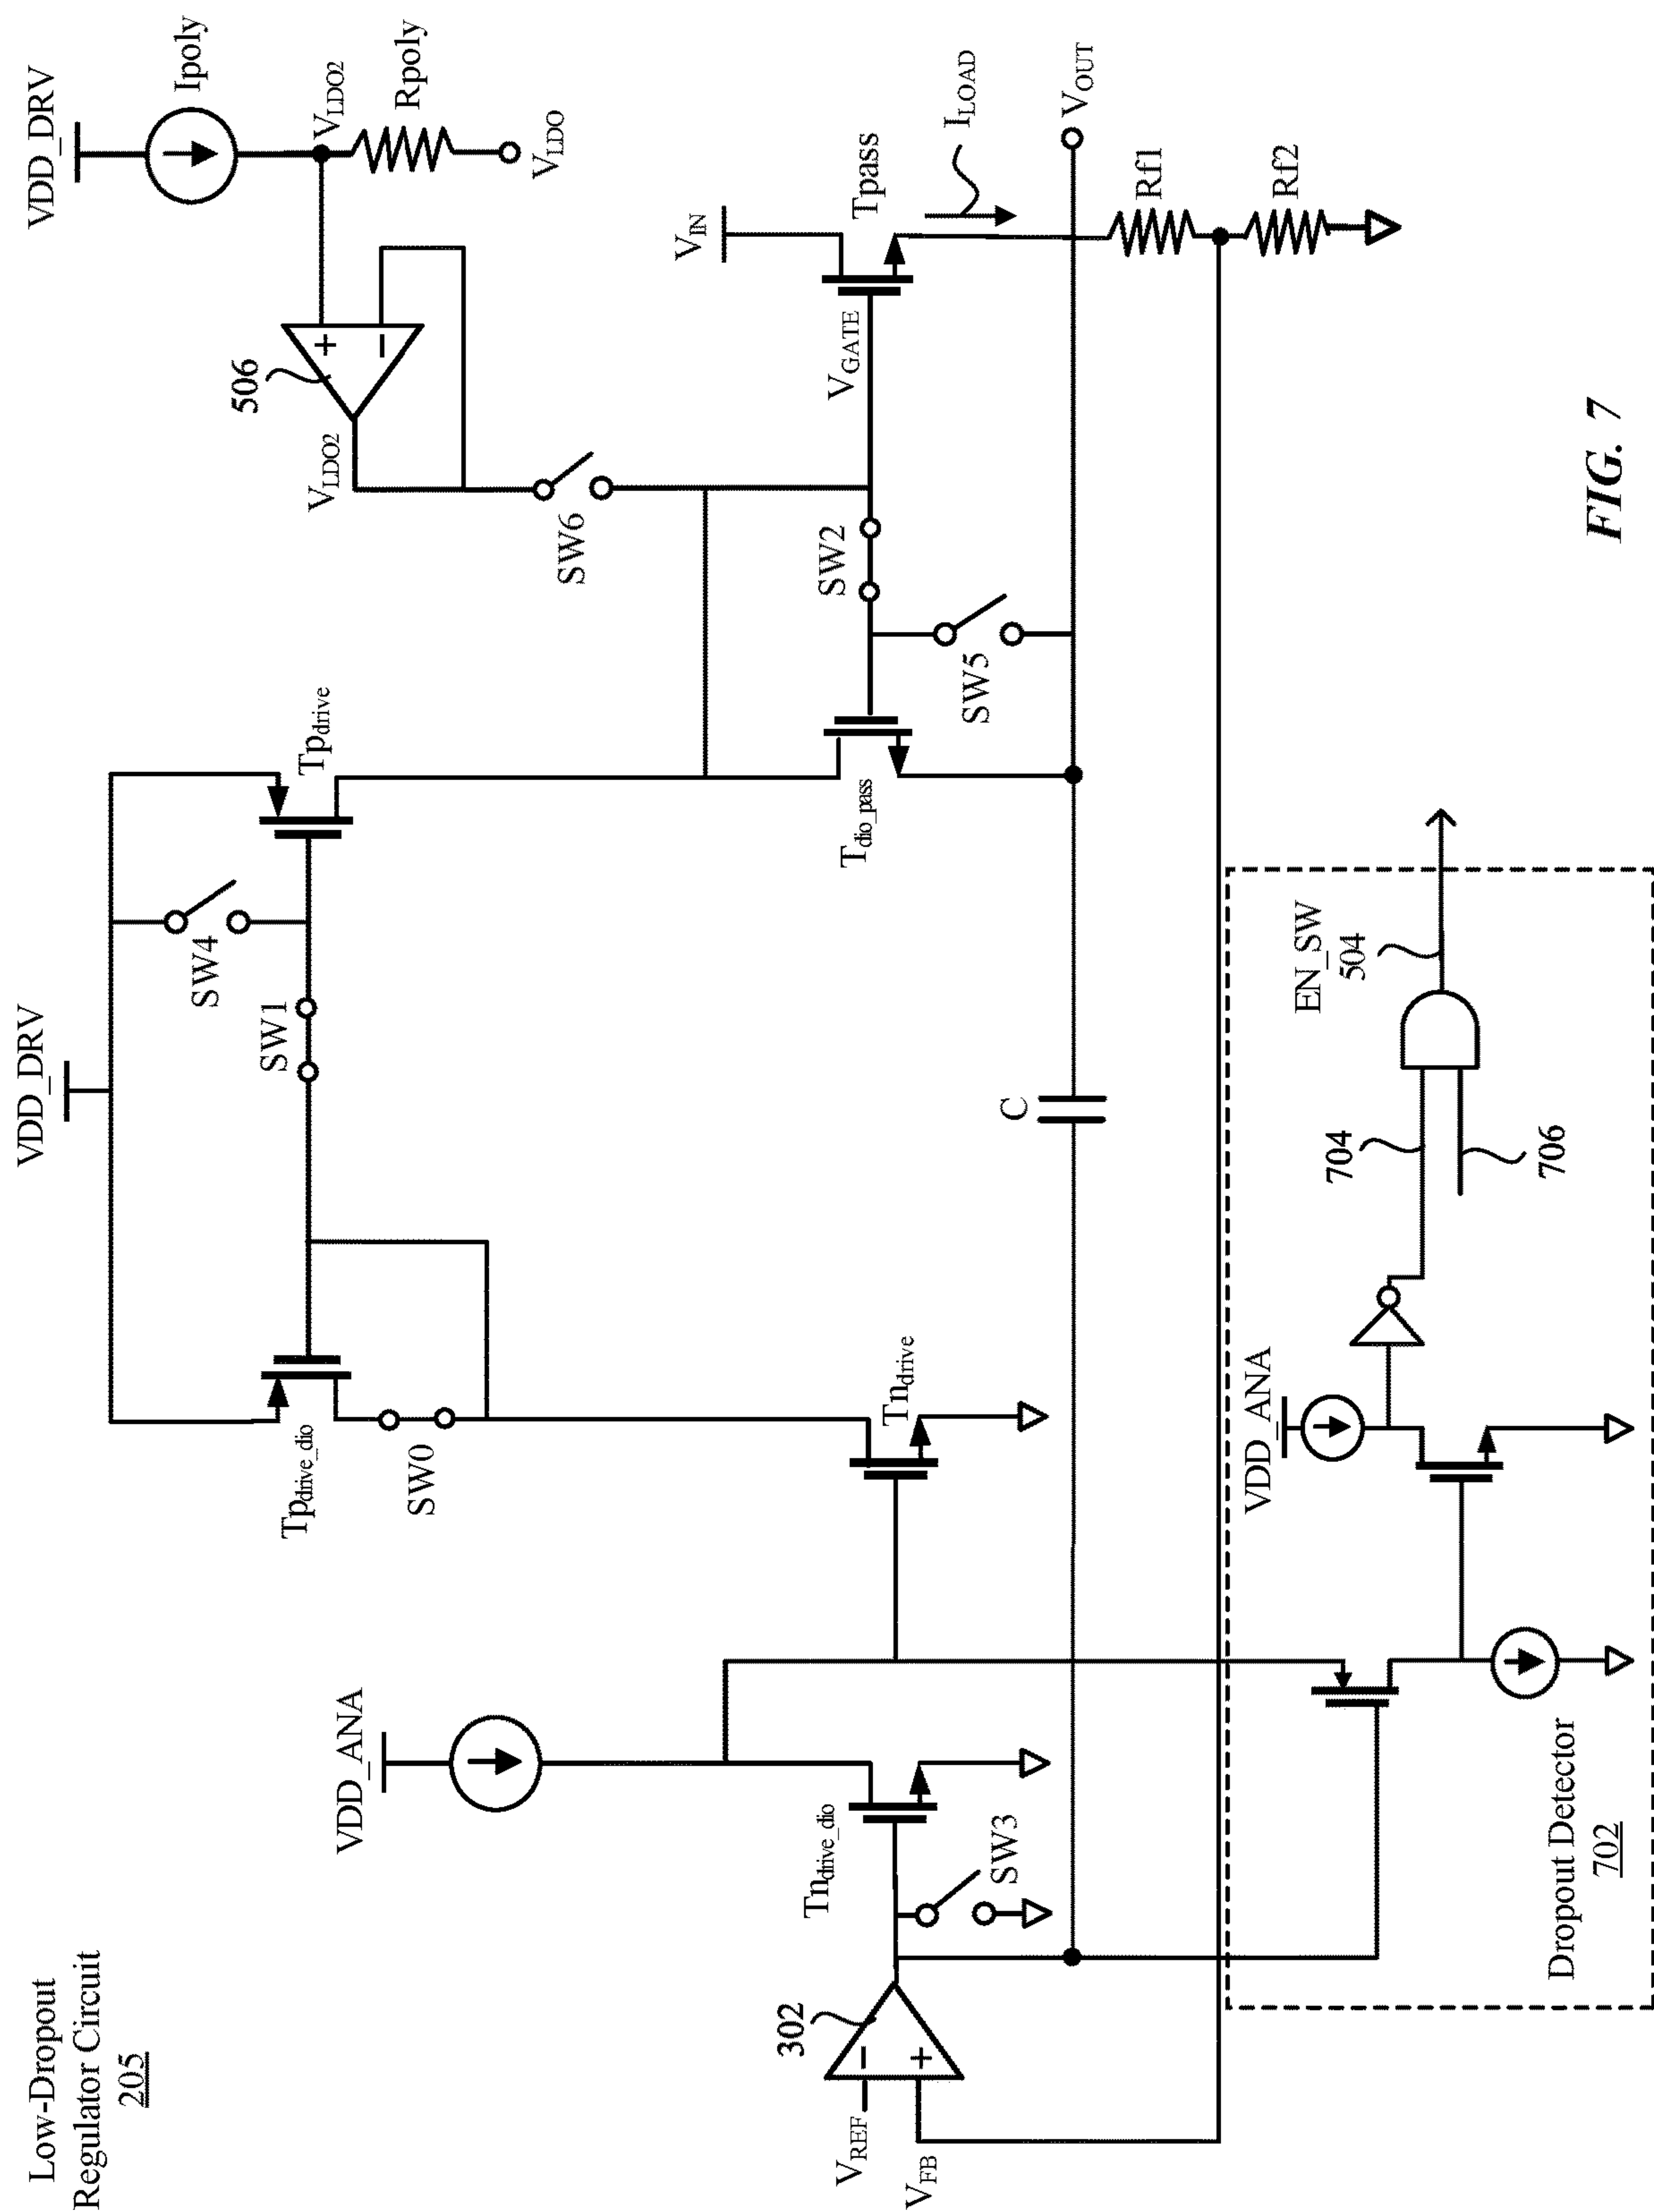 Low-Dropout
Regulator Circuit
205
VDD_DRV
VDD_DRV
Ipoly
VLDO2
Rpoly
VLDO
506
+
−
VLDO2
SW6
VIN
Tpass
VGATE
ILOAD
VOUT
SW2
SW5
Tdio_pass
Rf1
Rf2
Tpdrive
SW4
SW1
Tpdrive_dio
SW0
Tndrive
C
VDD_ANA
Tndrive_dio
SW3
302
−
+
VREF
VFB
VDD_ANA
704
706
EN_SW
504
Dropout Detector
702
FIG. 7